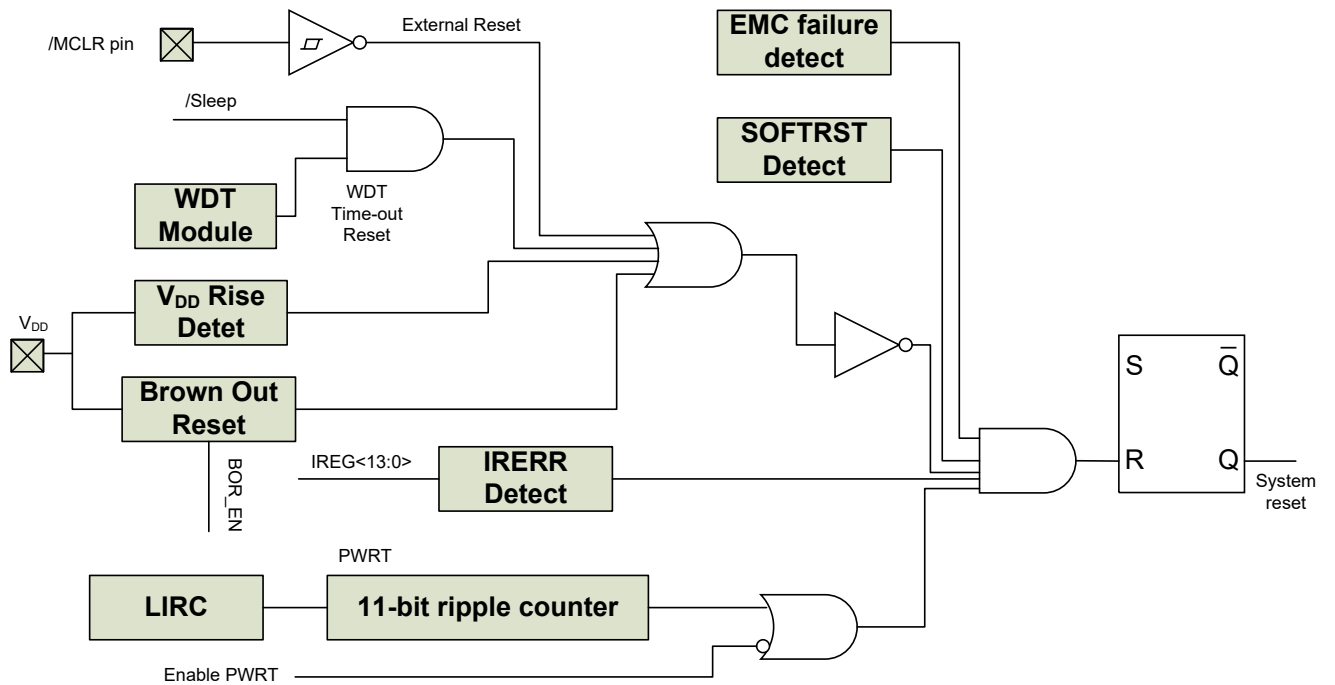 /MCLR pin
External Reset
EMC failure
detect
/Sleep
SOFTRST
Detect
WDT
Module
WDT
Time-out
Reset
VDD
VDD Rise
Detet
Brown Out
Reset
BOR_EN
IREG<13:0>
IRERR
Detect
S
Q̅
R
Q
System
reset
PWRT
LIRC
11-bit ripple counter
Enable PWRT